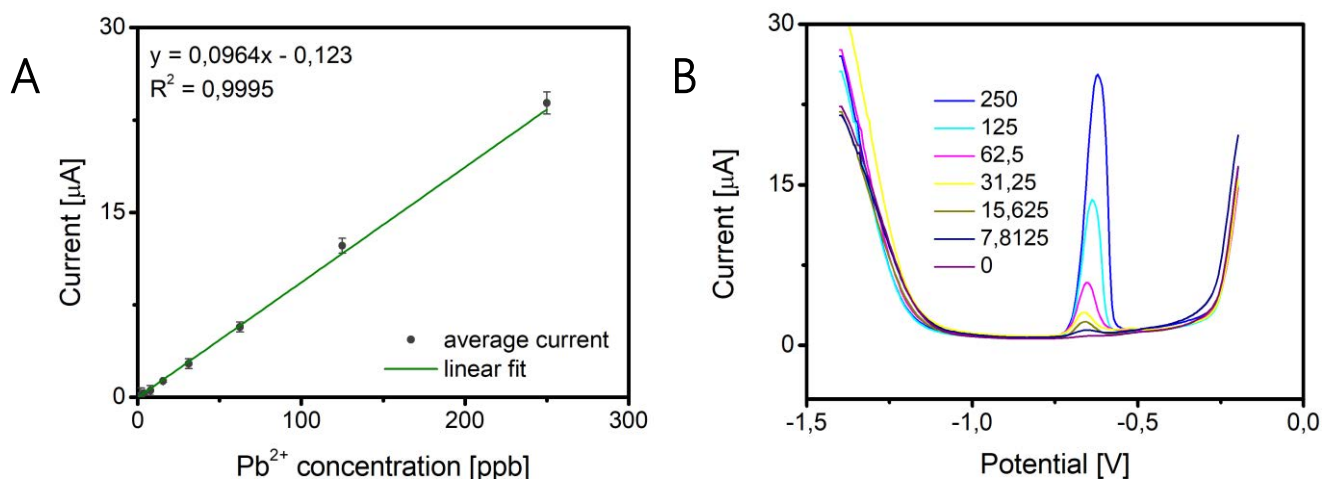 A
30
15
0
0
100
200
300
y = 0,0964x - 0,123
R² = 0,9995
average current
linear fit
Current [µA]
Pb²⁺ concentration [ppb]
B
30
15
0
-1,5
-1,0
-0,5
0,0
250
125
62,5
31,25
15,625
7,8125
0
Current [µA]
Potential [V]